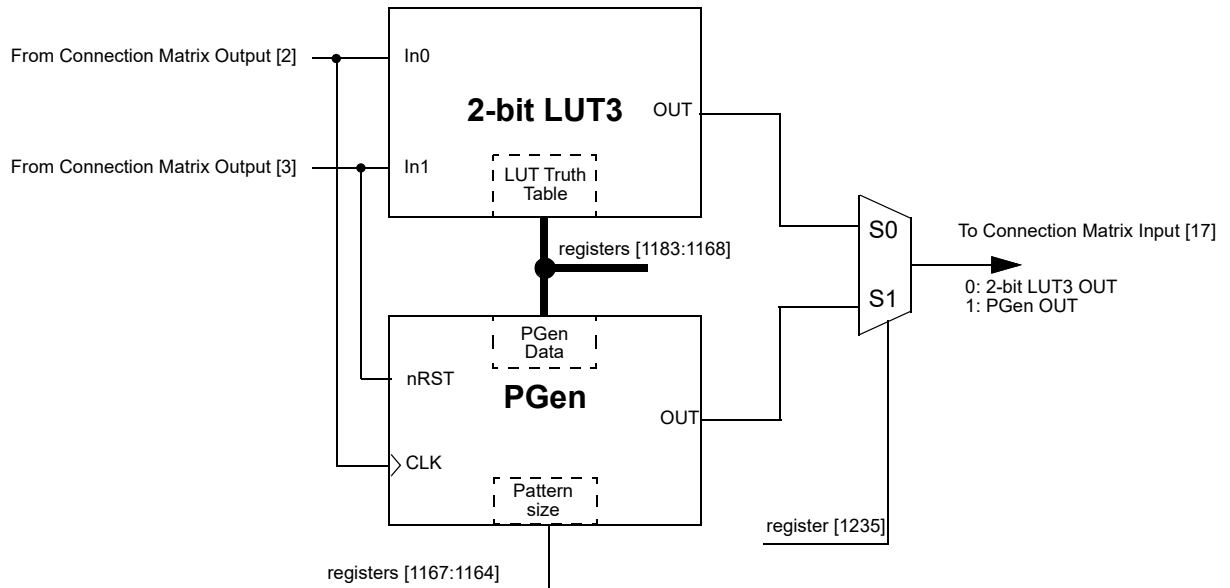 From Connection Matrix Output [2]
In0
2-bit LUT3
OUT
From Connection Matrix Output [3]
In1
LUT Truth
Table
S0
To Connection Matrix Input [17]
registers [1183:1168]
0: 2-bit LUT3 OUT
S1
1: PGen OUT
PGen
Data
nRST
PGen
OUT
CLK
Pattern
size
register [1235]
registers [1167:1164]